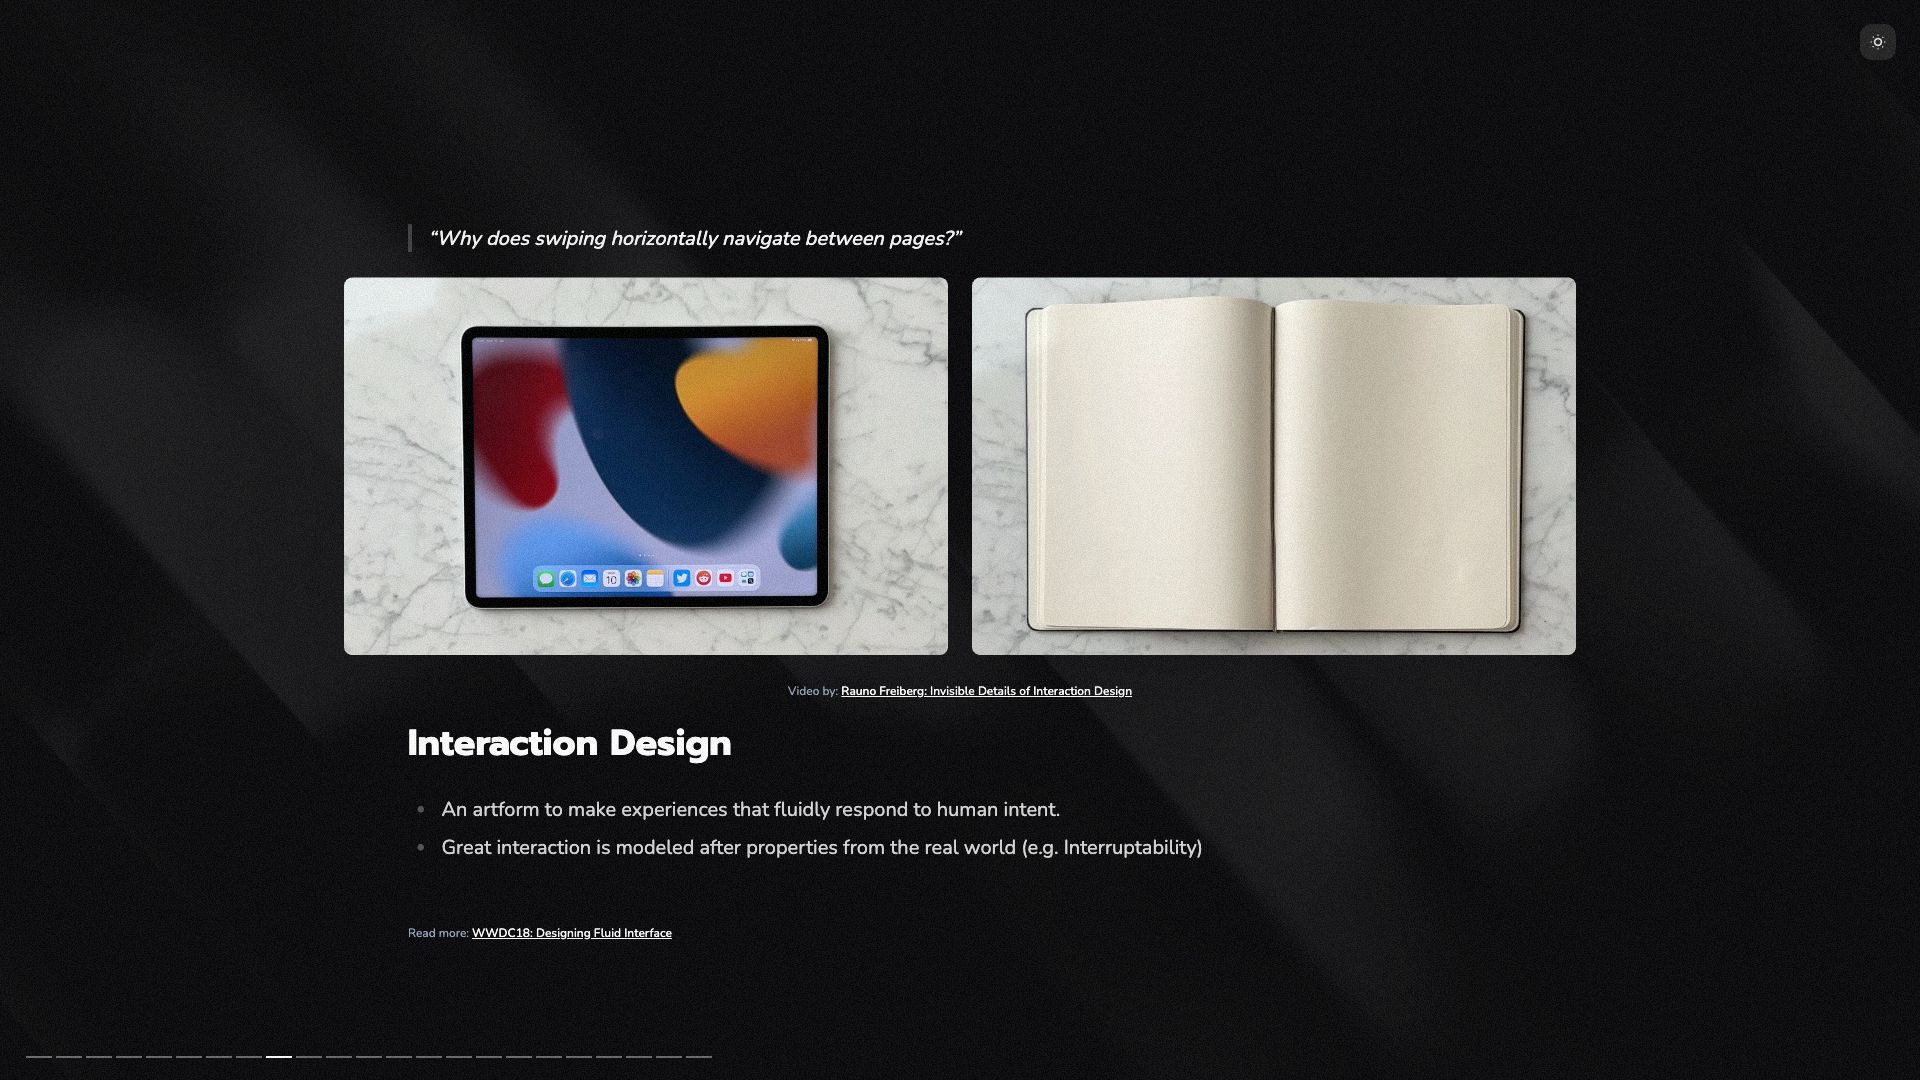 “Why does swiping horizontally navigate between pages?”
10
Video by: Rauno Freiberg: Invisible Details of Interaction Design
Interaction Design
An artform to make experiences that fluidly respond to human intent.
Great interaction is modeled after properties from the real world (e.g. Interruptability)
Read more: WWDC18: Designing Fluid Interface